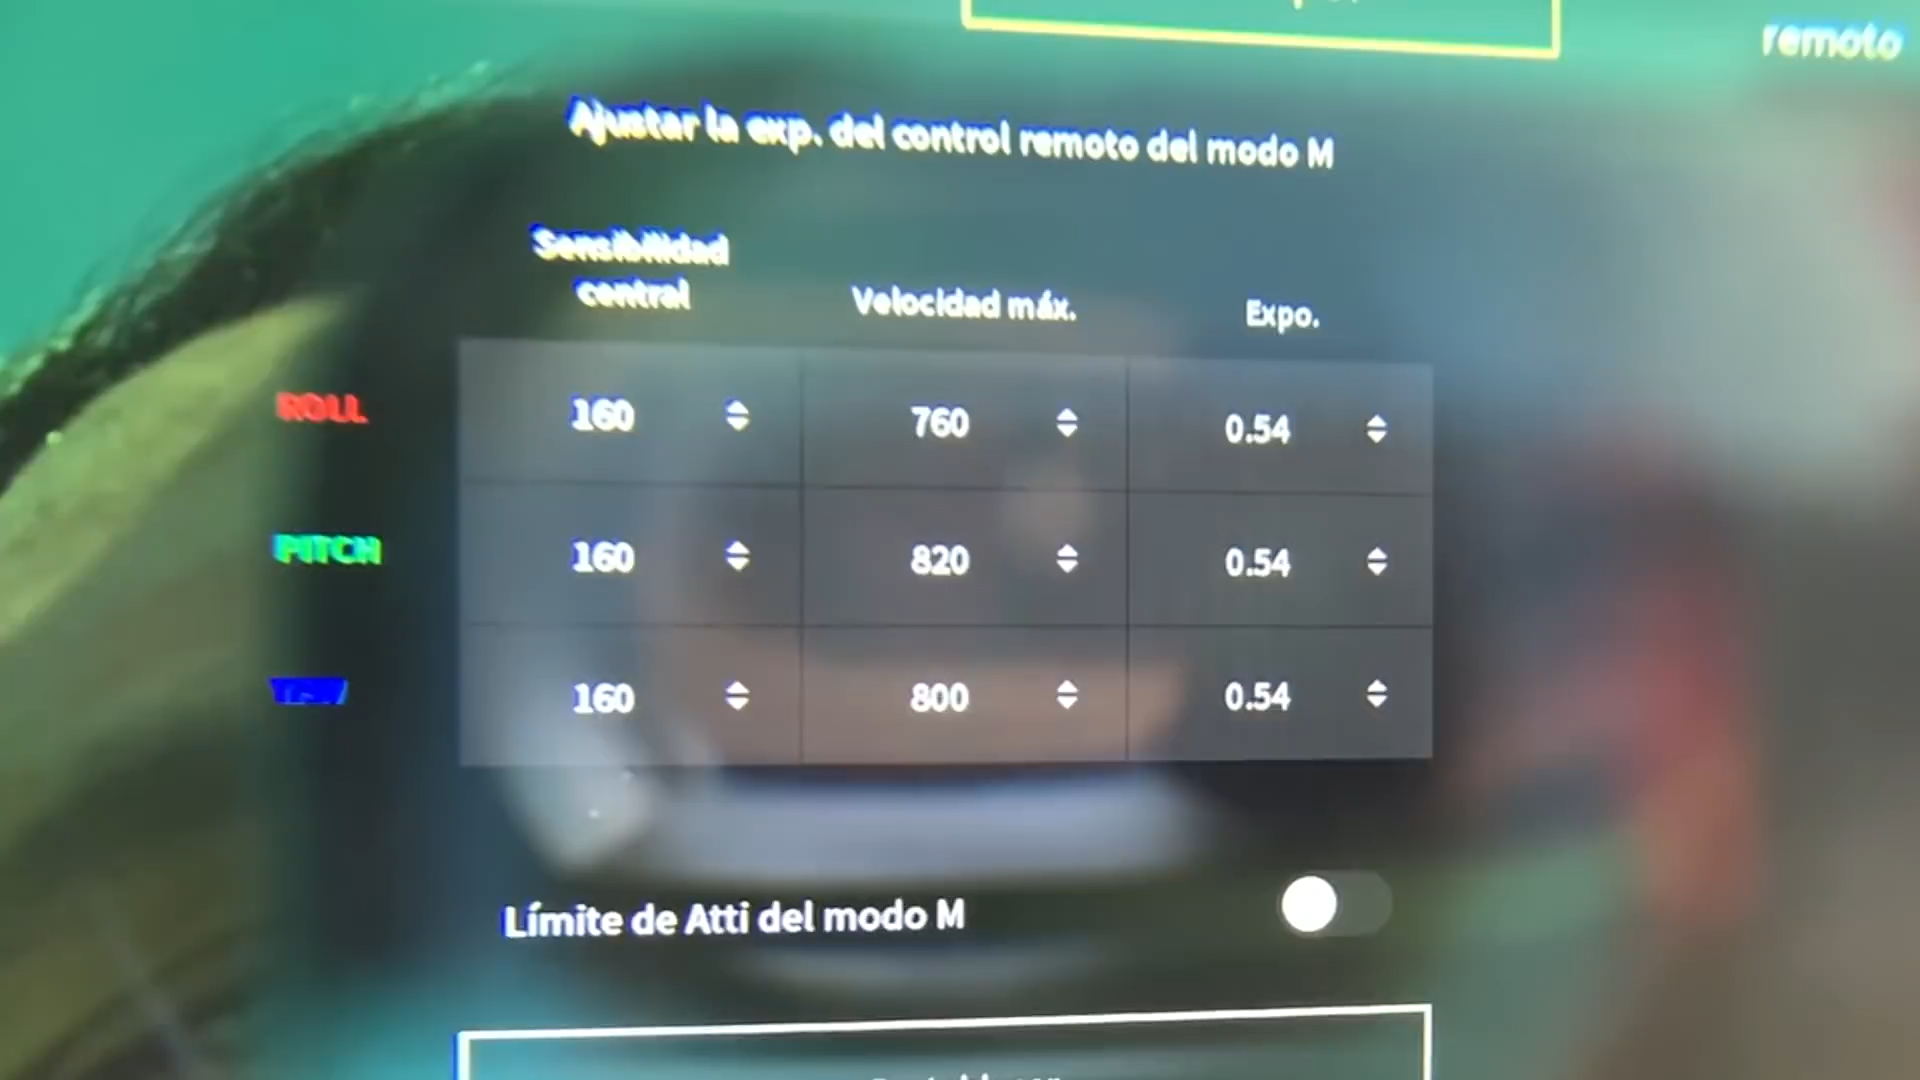 remoto
Ajustar la exp. del control remoto del modo M
Sensibilidad
central
Velocidad máx.
Expo.
ROLL 160 760 0.54
PITCH 160 820 0.54
YAW 160 800 0.54
Límite de Atti del modo M